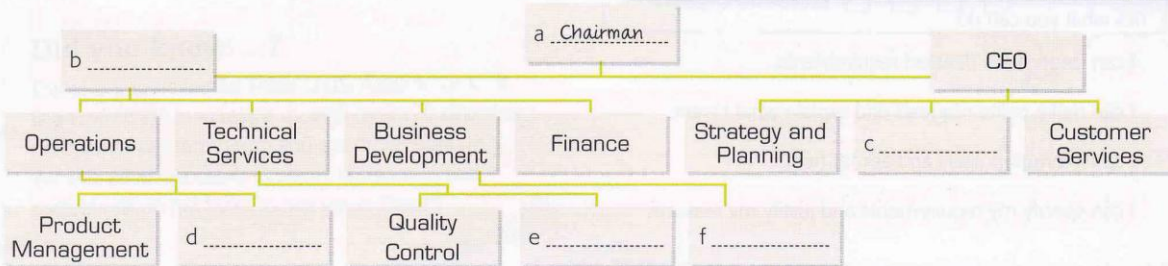 a Chairman
b
CEO
Operations
Technical
Services
Business
Development
Finance
Strategy and
Planning
c
Customer
Services
Product
Management
d
Quality
Control
e
f